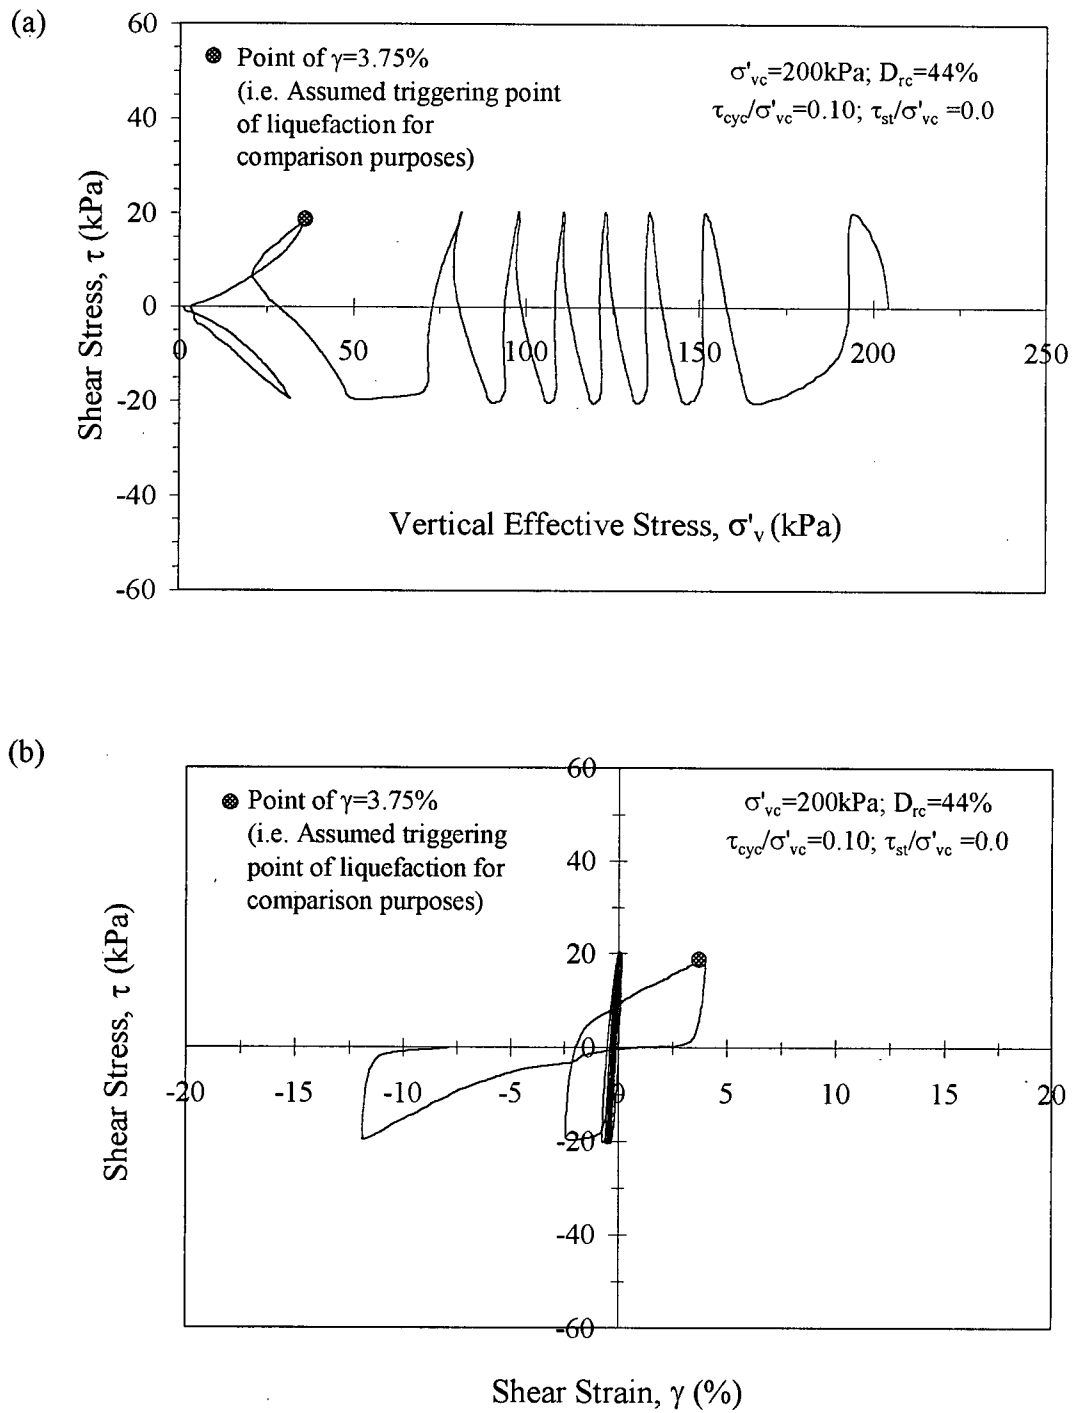 (a)
60
40
20
0
-20
-40
-60
Shear Stress, τ (kPa)
Point of γ=3.75%
(i.e. Assumed triggering point
of liquefaction for
comparison purposes)
σ'vc=200kPa; Drc=44%
τcyc/σ'vc=0.10; τst/σ'vc =0.0
0 50 100 150 200 250
Vertical Effective Stress, σ'v (kPa)
(b)
60
40
20
0
-20
-40
-60
Shear Stress, τ (kPa)
Point of γ=3.75%
(i.e. Assumed triggering
point of liquefaction for
comparison purposes)
σ'vc=200kPa; Drc=44%
τcyc/σ'vc=0.10; τst/σ'vc =0.0
-20 -15 -10 -5 0 5 10 15 20
Shear Strain, γ (%)